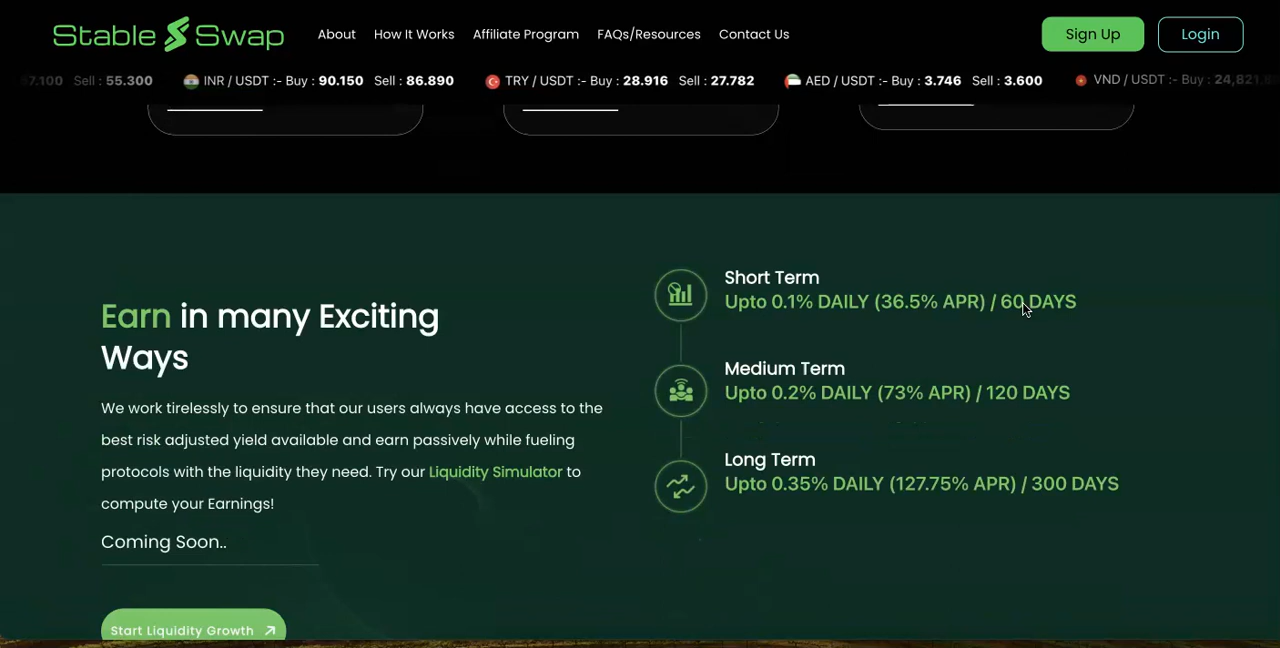 Stable Swap
About How It Works Affiliate Program FAQs/Resources Contact Us Sign Up Login
7.100 Sell : 55.300 INR / USDT :- Buy : 90.150 Sell : 86.890 TRY / USDT :- Buy : 28.916 Sell : 27.782 AED / USDT :- Buy : 3.746 Sell : 3.600 VND / USDT :- Buy : 24,821.
Earn in many Exciting
Ways
We work tirelessly to ensure that our users always have access to the
best risk adjusted yield available and earn passively while fueling
protocols with the liquidity they need. Try our Liquidity Simulator to
compute your Earnings!
Coming Soon..
Start Liquidity Growth
Short Term
Upto 0.1% DAILY (36.5% APR) / 60 DAYS
Medium Term
Upto 0.2% DAILY (73% APR) / 120 DAYS
Long Term
Upto 0.35% DAILY (127.75% APR) / 300 DAYS